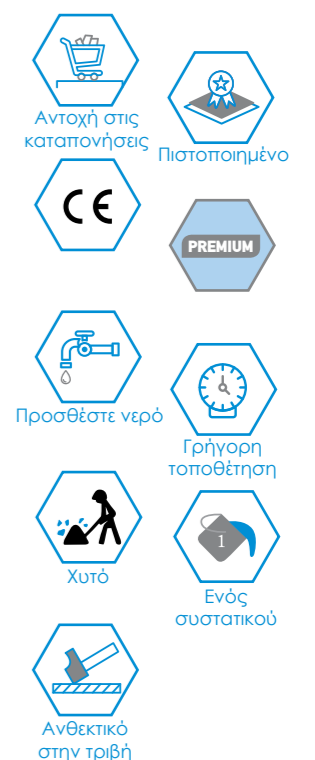 Αντοχή στις
καταπονήσεις
Πιστοποιημένο
CE
PREMIUM
Προσθέστε νερό
Γρήγορη
τοποθέτηση
Χυτό
1
Ενός
συστατικού
Ανθεκτικό
στην τριβή